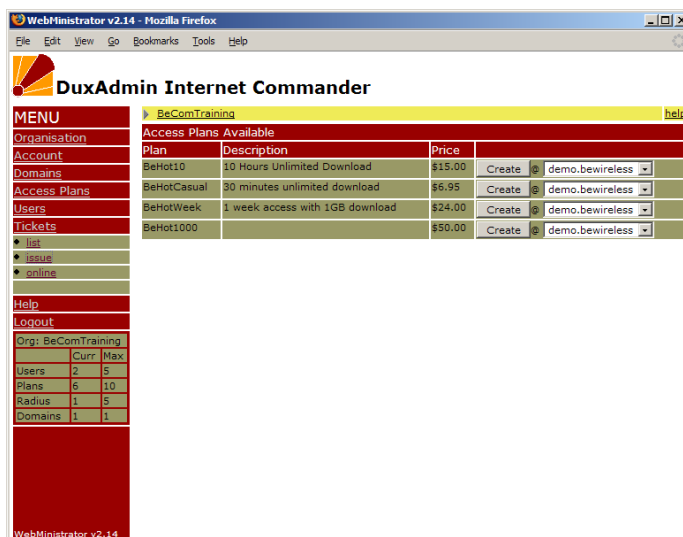 WebMinistrator v2.14 - Mozilla Firefox
File Edit View Go Bookmarks Tools Help
DuxAdmin Internet Commander
MENU
Organisation
Account
Domains
Access Plans
Users
Tickets
list
issue
online
Help
Logout
Org: BeComTraining
Curr Max
Users 2 5
Plans 6 10
Radius 1 5
Domains 1 1
WebMinistrator v2.14
BeComTraining help
Access Plans Available
Plan Description Price
BeHot10 10 Hours Unlimited Download $15.00 Create @ demo.bewireless
BeHotCasual 30 minutes unlimited download $6.95 Create @ demo.bewireless
BeHotWeek 1 week access with 1GB download $24.00 Create @ demo.bewireless
BeHot1000 $50.00 Create @ demo.bewireless